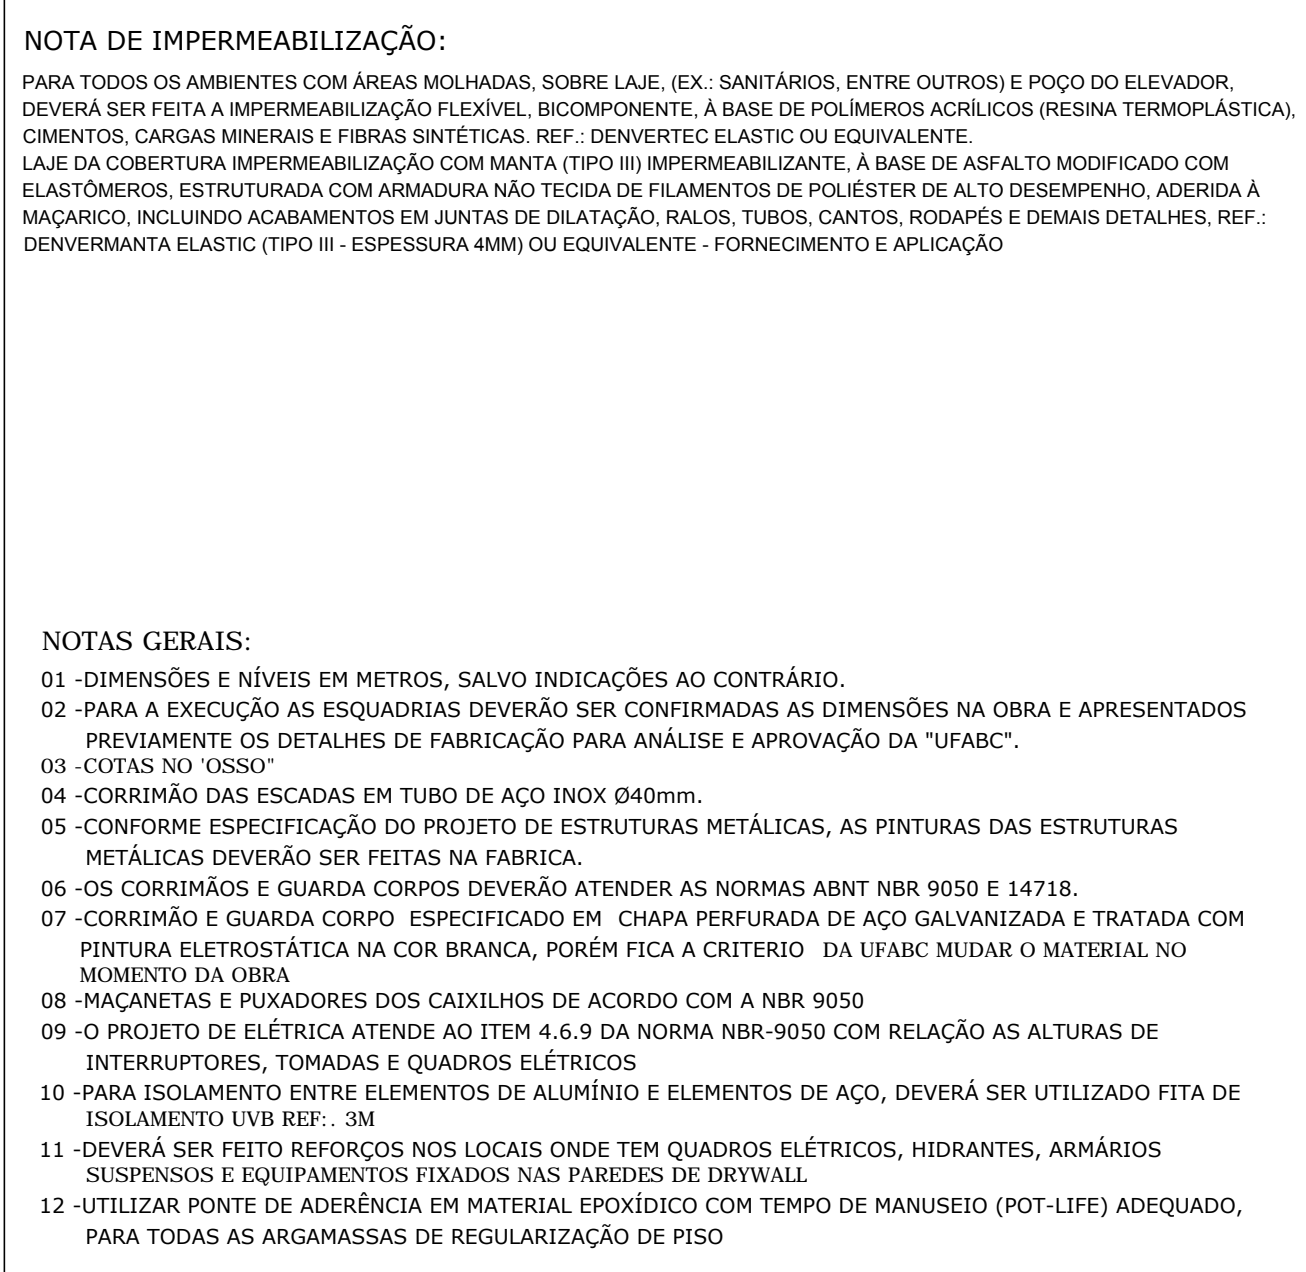 NOTA DE IMPERMEABILIZAÇÃO:
PARA TODOS OS AMBIENTES COM ÁREAS MOLHADAS, SOBRE LAJE, (EX.: SANITÁRIOS, ENTRE OUTROS) E POÇO DO ELEVADOR,
DEVERÁ SER FEITA A IMPERMEABILIZAÇÃO FLEXÍVEL, BICOMPONENTE, À BASE DE POLÍMEROS ACRÍLICOS (RESINA TERMOPLÁSTICA),
CIMENTOS, CARGAS MINERAIS E FIBRAS SINTÉTICAS. REF.: DENVERTEC ELASTIC OU EQUIVALENTE.
LAJE DA COBERTURA IMPERMEABILIZAÇÃO COM MANTA (TIPO III) IMPERMEABILIZANTE, À BASE DE ASFALTO MODIFICADO COM
ELASTÔMEROS, ESTRUTURADA COM ARMADURA NÃO TECIDA DE FILAMENTOS DE POLIÉSTER DE ALTO DESEMPENHO, ADERIDA À
MAÇARICO, INCLUINDO ACABAMENTOS EM JUNTAS DE DILATAÇÃO, RALOS, TUBOS, CANTOS, RODAPÉS E DEMAIS DETALHES, REF.:
DENVERMANTA ELASTIC (TIPO III - ESPESSURA 4MM) OU EQUIVALENTE - FORNECIMENTO E APLICAÇÃO
NOTAS GERAIS:
01 -DIMENSÕES E NÍVEIS EM METROS, SALVO INDICAÇÕES AO CONTRÁRIO.
02 -PARA A EXECUÇÃO AS ESQUADRIAS DEVERÃO SER CONFIRMADAS AS DIMENSÕES NA OBRA E APRESENTADOS
PREVIAMENTE OS DETALHES DE FABRICAÇÃO PARA ANÁLISE E APROVAÇÃO DA "UFABC".
03 -COTAS NO 'OSSO"
04 -CORRIMÃO DAS ESCADAS EM TUBO DE AÇO INOX Ø40mm.
05 -CONFORME ESPECIFICAÇÃO DO PROJETO DE ESTRUTURAS METÁLICAS, AS PINTURAS DAS ESTRUTURAS
METÁLICAS DEVERÃO SER FEITAS NA FABRICA.
06 -OS CORRIMÃOS E GUARDA CORPOS DEVERÃO ATENDER AS NORMAS ABNT NBR 9050 E 14718.
07 -CORRIMÃO E GUARDA CORPO ESPECIFICADO EM CHAPA PERFURADA DE AÇO GALVANIZADA E TRATADA COM
PINTURA ELETROSTÁTICA NA COR BRANCA, PORÉM FICA A CRITERIO DA UFABC MUDAR O MATERIAL NO
MOMENTO DA OBRA
08 -MAÇANETAS E PUXADORES DOS CAIXILHOS DE ACORDO COM A NBR 9050
09 -O PROJETO DE ELÉTRICA ATENDE AO ITEM 4.6.9 DA NORMA NBR-9050 COM RELAÇÃO AS ALTURAS DE
INTERRUPTORES, TOMADAS E QUADROS ELÉTRICOS
10 -PARA ISOLAMENTO ENTRE ELEMENTOS DE ALUMÍNIO E ELEMENTOS DE AÇO, DEVERÁ SER UTILIZADO FITA DE
ISOLAMENTO UVB REF:. 3M
11 -DEVERÁ SER FEITO REFORÇOS NOS LOCAIS ONDE TEM QUADROS ELÉTRICOS, HIDRANTES, ARMÁRIOS
SUSPENSOS E EQUIPAMENTOS FIXADOS NAS PAREDES DE DRYWALL
12 -UTILIZAR PONTE DE ADERÊNCIA EM MATERIAL EPOXÍDICO COM TEMPO DE MANUSEIO (POT-LIFE) ADEQUADO,
PARA TODAS AS ARGAMASSAS DE REGULARIZAÇÃO DE PISO